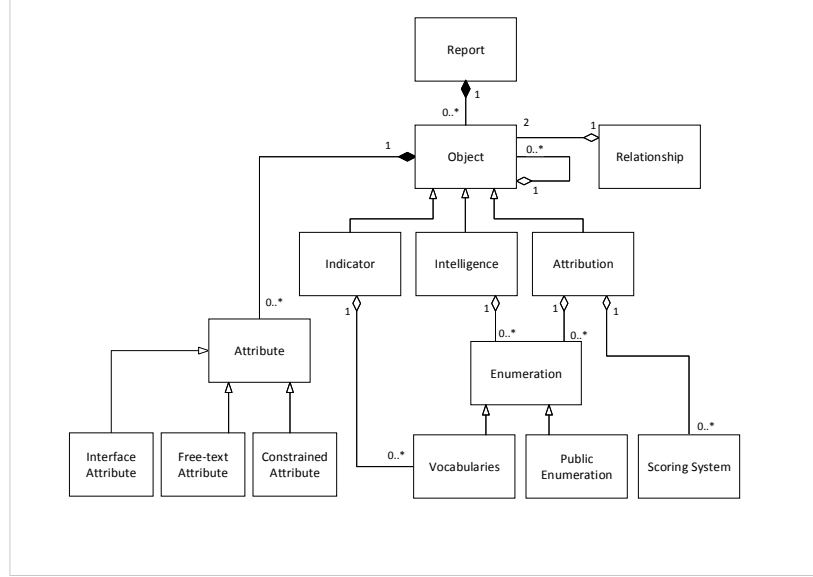 Report
1
0..*
2
1
1
0..*
Object
Relationship
1
Indicator
Intelligence
Attribution
0..*
1
1
1
1
0..*
0..*
Attribute
Enumeration
0..*
0..*
Interface
Attribute
Free-text
Attribute
Constrained
Attribute
Vocabularies
Public
Enumeration
Scoring System